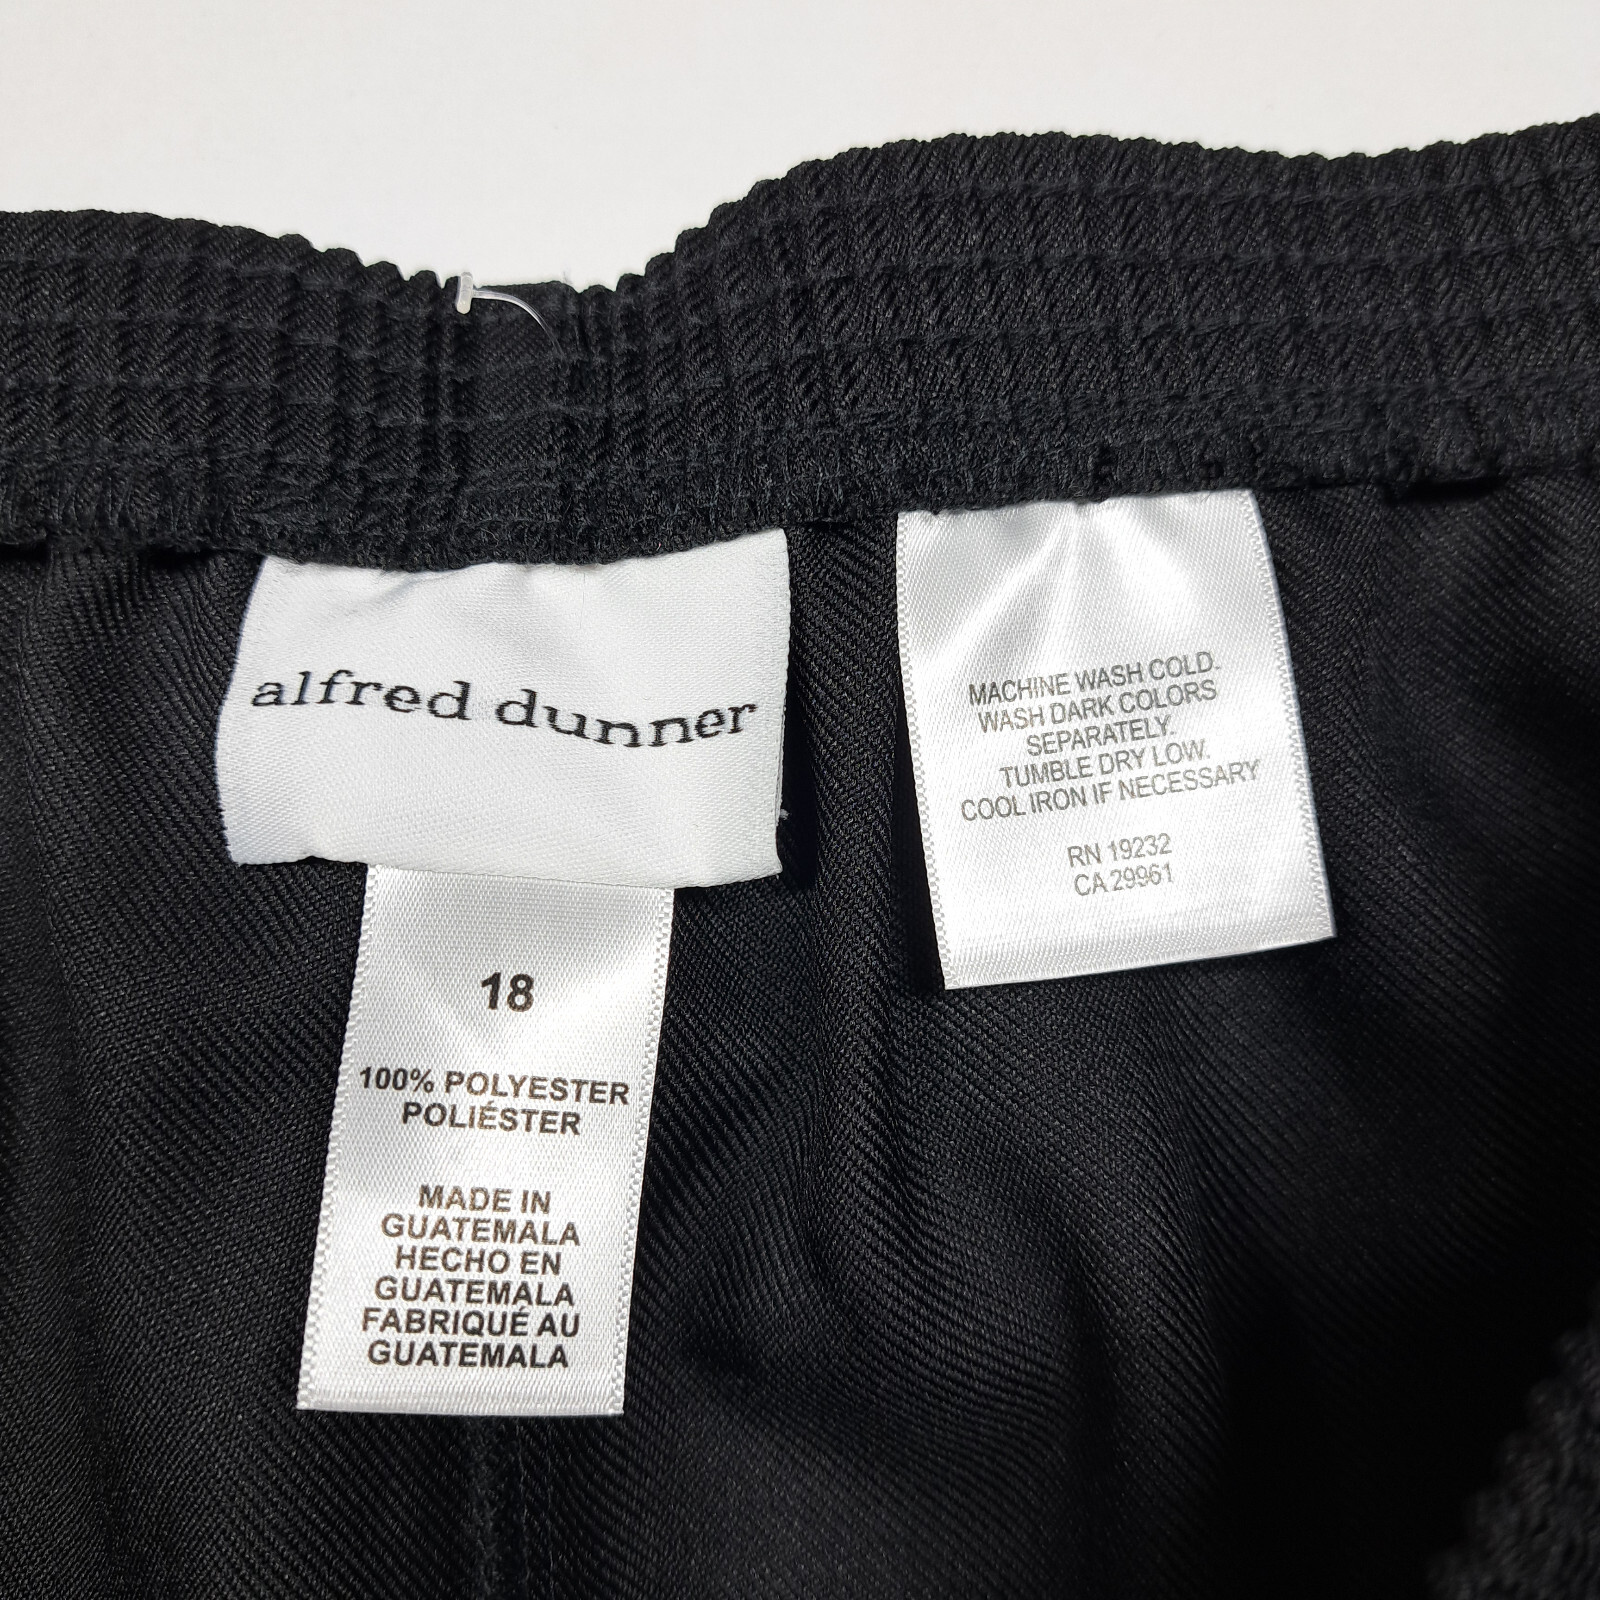 alfred dunner
18
100% POLYESTER
POLIÉSTER
MADE IN
GUATEMALA
HECHO EN
GUATEMALA
FABRIQUÉ AU
GUATEMALA
MACHINE WASH COLD.
WASH DARK COLORS
SEPARATELY.
TUMBLE DRY LOW.
COOL IRON IF NECESSARY
RN 19232
CA 29961